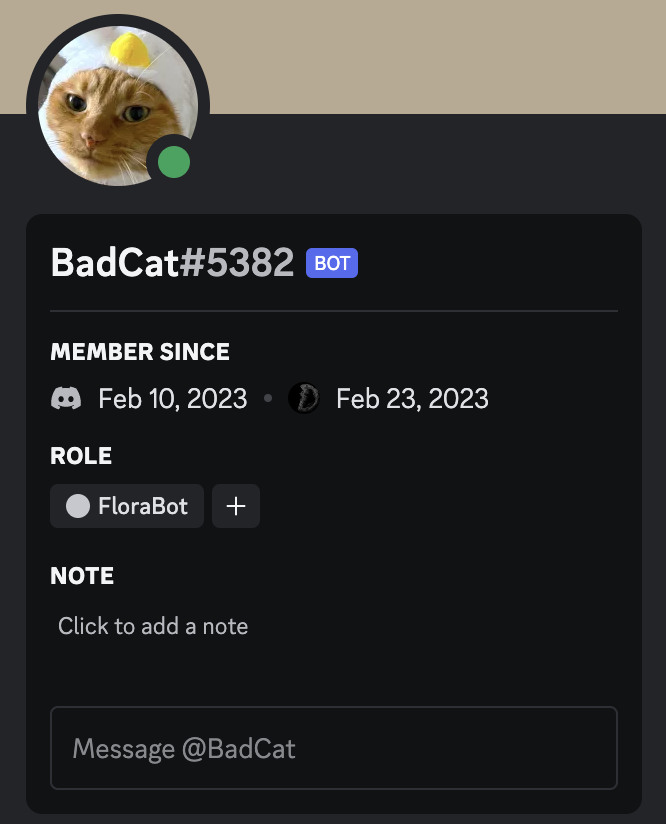 BadCat#5382 BOT
MEMBER SINCE
Feb 10, 2023 • D Feb 23, 2023
ROLE
FloraBot +
NOTE
Click to add a note
Message @BadCat